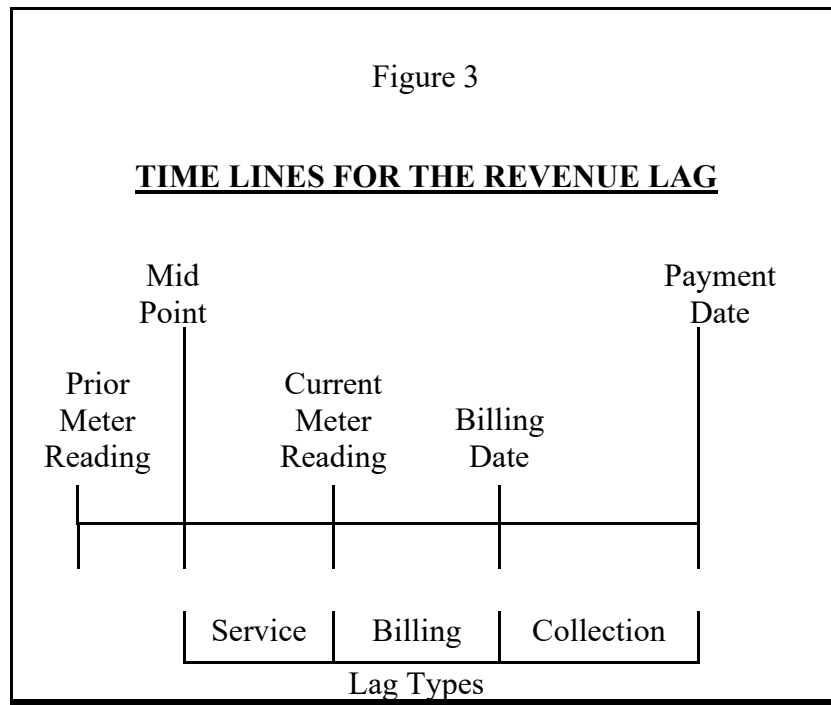 Figure 3
TIME LINES FOR THE REVENUE LAG
Mid
Point
Payment
Date
Prior
Meter
Reading
Current
Meter
Reading
Billing
Date
Service
Billing
Collection
Lag Types